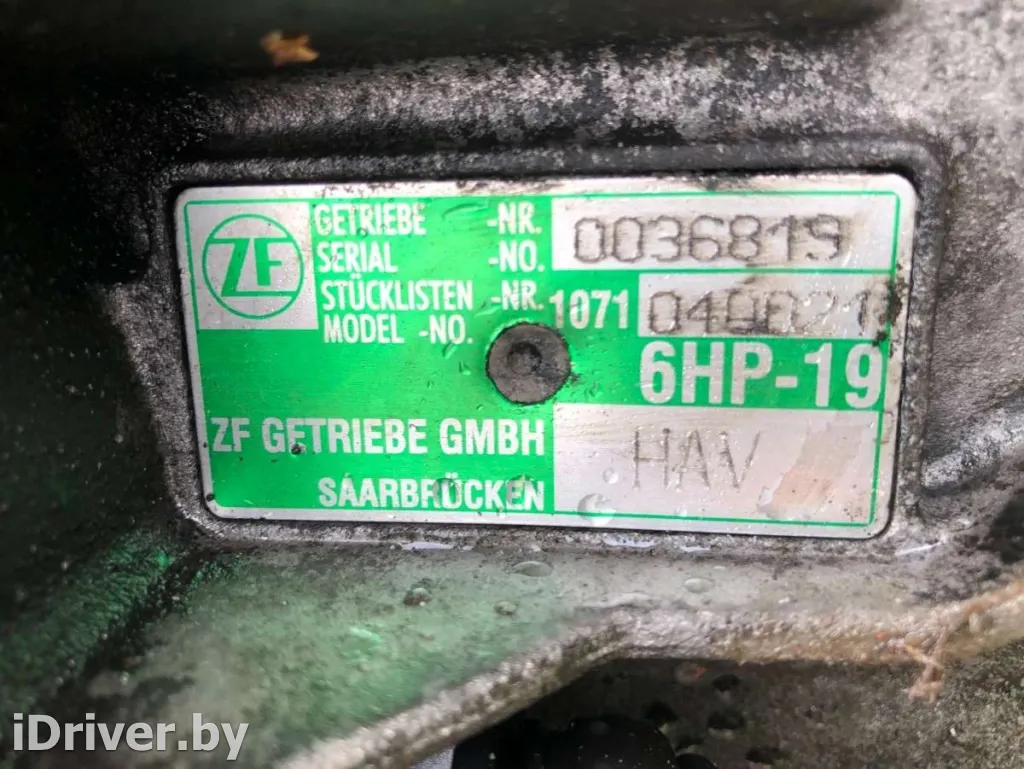 ZF
GETRIEBE -NR. 0036819
SERIAL -NO.
STÜCKLISTEN -NR. 1071
MODEL -NO.
6HP-19
ZF GETRIEBE GMBH
HAV
SAARBRÜCKEN
iDriver.by